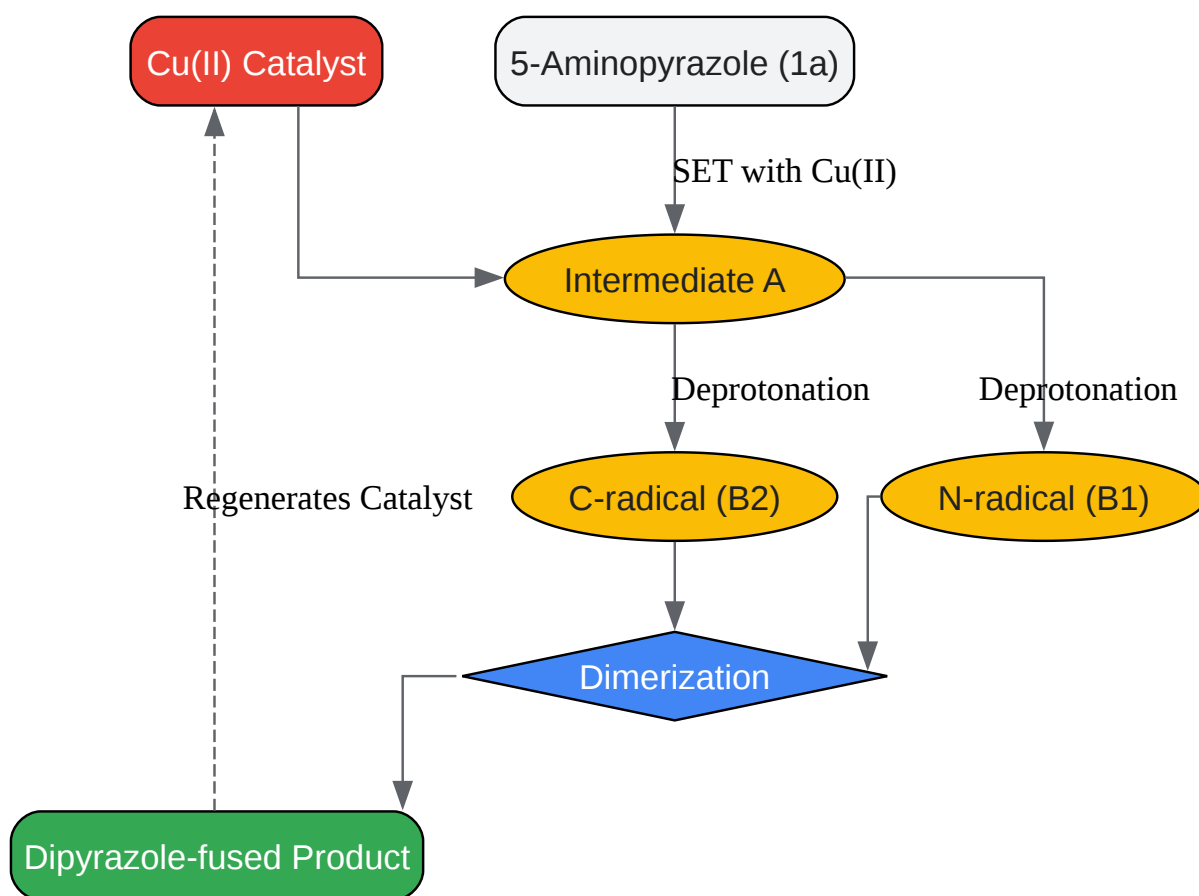 Cu(II) Catalyst
5-Aminopyrazole (1a)
SET with Cu(II)
Intermediate A
Deprotonation
Deprotonation
Regenerates Catalyst
C-radical (B2)
N-radical (B1)
Dimerization
Dipyrazole-fused Product